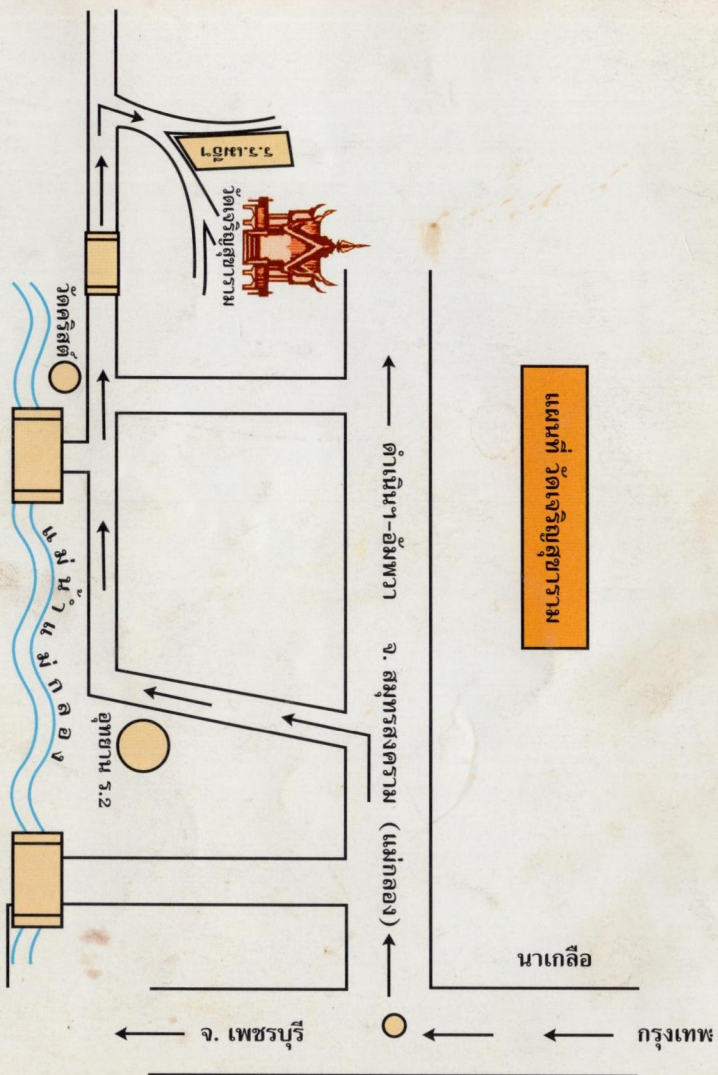 แผนที่ วัดเจริญสุขาราม
ร.ร.เมธีฯ
วัดเจริญสุขาราม
วัดคริสต์
ดำเนินฯ-อัมพวา
จ. สมุทรสงคราม (แม่กลอง)
แม่น้ำแม่กลอง
อุทยาน ร.2
นาเกลือ
จ. เพชรบุรี
กรุงเทพ